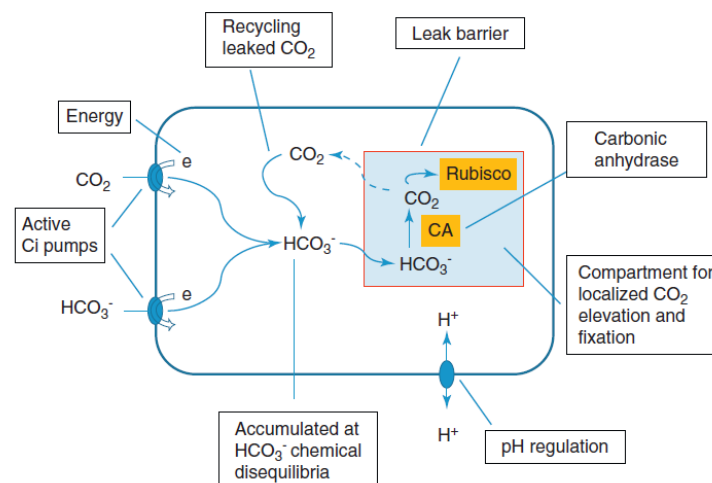 Recycling
leaked CO₂
Leak barrier
Energy
Carbonic
anhydrase
e
CO₂
CO₂
Rubisco
CO₂
Active
Ci pumps
CA
HCO₃⁻
HCO₃⁻
Compartment for
localized CO₂
elevation and
fixation
e
HCO₃⁻
H⁺
H⁺
Accumulated at
HCO₃⁻ chemical
disequilibria
pH regulation